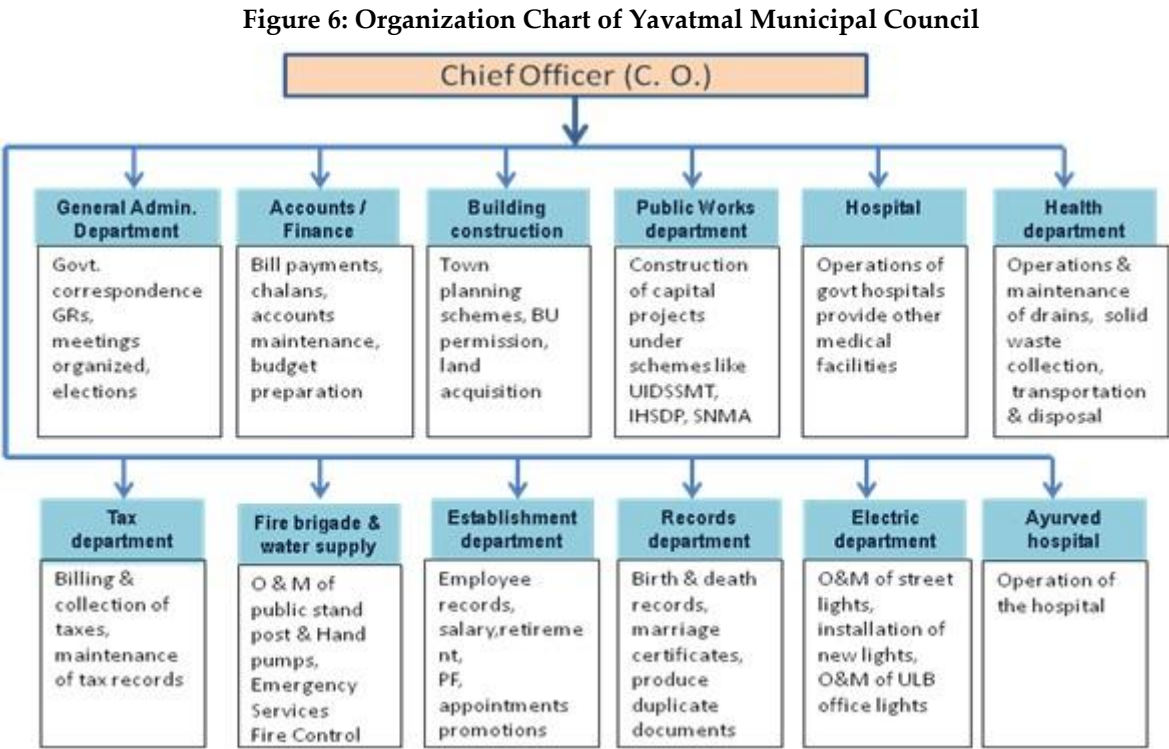 Figure 6: Organization Chart of Yavatmal Municipal Council
Chief Officer (C. O.)
General Admin.
Department
Govt.
correspondence
GRs,
meetings
organized,
elections
Accounts /
Finance
Bill payments,
chalans,
accounts
maintenance,
budget
preparation
Building
construction
Town
planning
schemes, BU
permission,
land
acquisition
Public Works
department
Construction
of capital
projects
under
schemes like
UIDSSMT,
IHSDP, SNMA
Hospital
Operations of
govt hospitals
provide other
medical
facilities
Health
department
Operations &
maintenance
of drains, solid
waste
collection,
transportation
& disposal
Tax
department
Billing &
collection of
taxes,
maintenance
of tax records
Fire brigade &
water supply
O & M of
public stand
post & Hand
pumps,
Emergency
Services
Fire Control
Establishment
department
Employee
records,
salary,retireme
nt,
PF,
appointments
promotions
Records
department
Birth & death
records,
marriage
certificates,
produce
duplicate
documents
Electric
department
O&M of street
lights,
installation of
new lights,
O&M of ULB
office lights
Ayurved
hospital
Operation of
the hospital